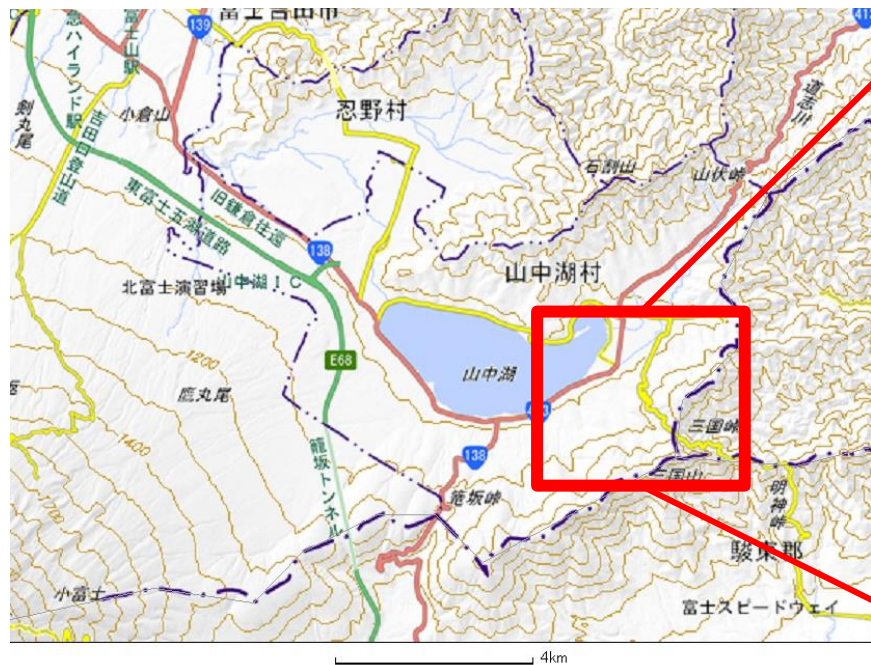 富士吉田市
139
413
富士山駅
急ハイランド駅
剣丸尾
小倉山
忍野村
道志川
吉田口登山道
石割山
山伏峠
旧鎌倉往還
東富士五湖道路
138
山中湖村
北富士演習場
山中湖IC
1200
E68
山中湖
鷹丸尾
三国峠
1400
138
三国山
籠坂トンネル
籠坂峠
明神峠
駿東郡
小富士
富士スピードウェイ
4km